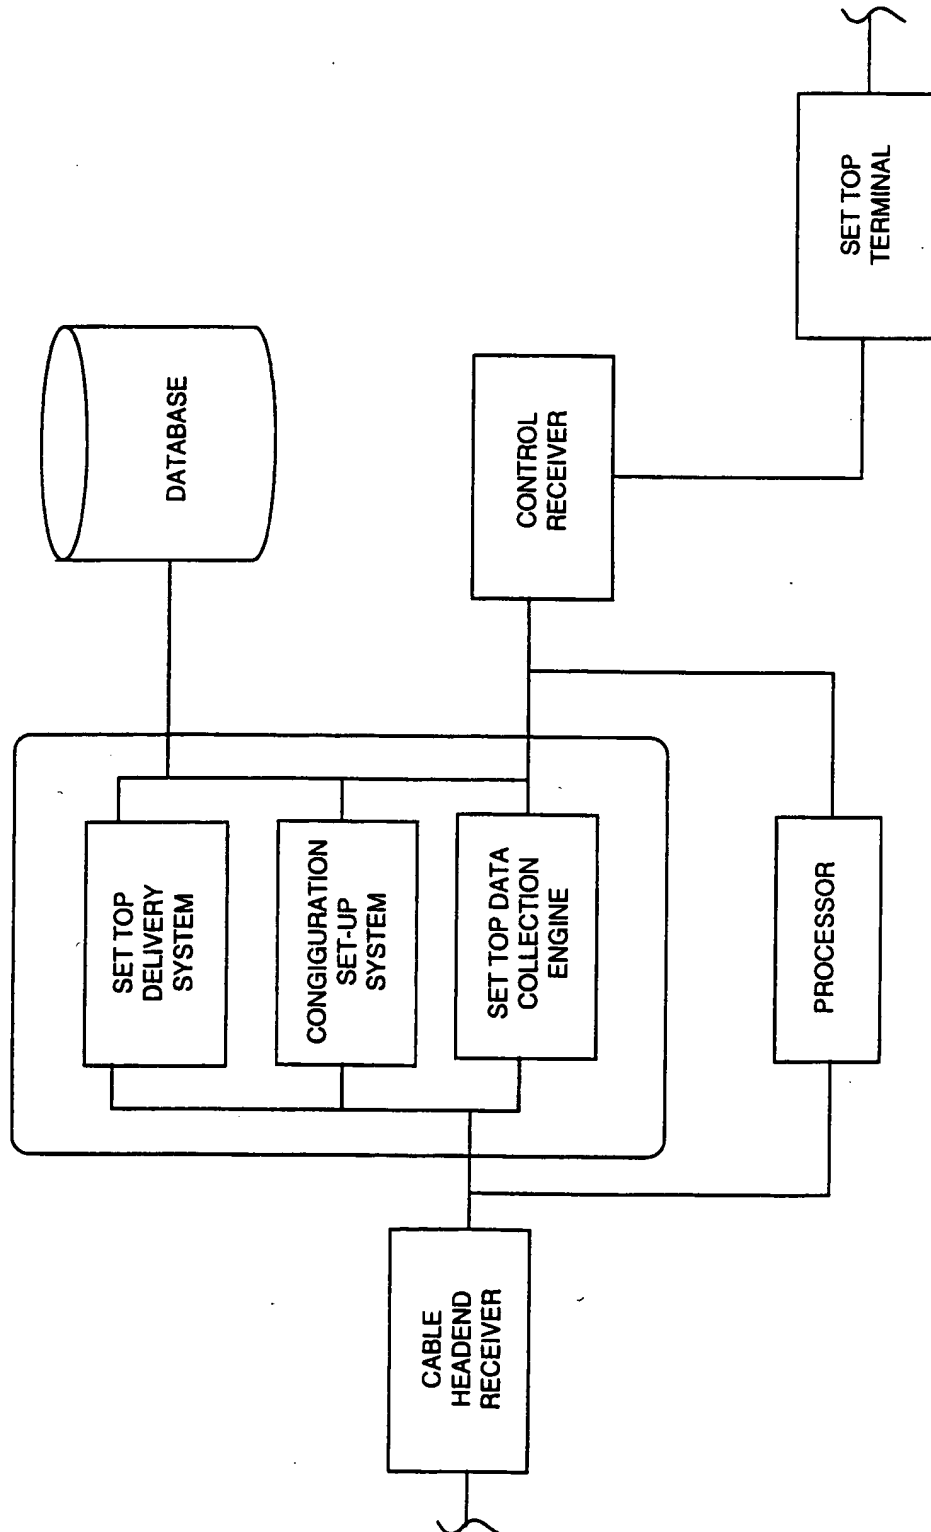 DATABASE
SET TOP
DELIVERY
SYSTEM
CONGIGURATION
SET-UP
SYSTEM
SET TOP DATA
COLLECTION
ENGINE
CABLE
HEADEND
RECEIVER
CONTROL
RECEIVER
PROCESSOR
SET TOP
TERMINAL